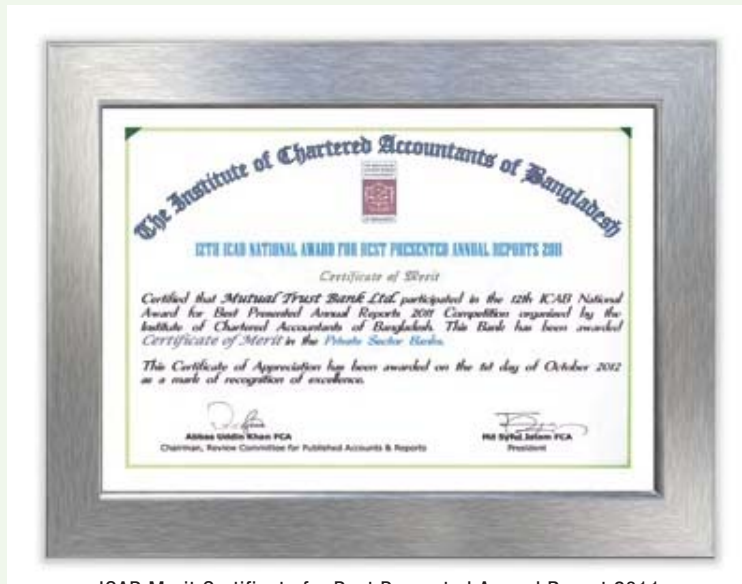 The Institute of Chartered Accountants of Bangladesh
12TH ICAB NATIONAL AWARD FOR BEST PRESENTED ANNUAL REPORTS 2011
Certificate of Merit
Certified that Mutual Trust Bank Ltd. participated in the 12th ICAB National
Award for Best Presented Annual Reports 2011 Competition organized by the
Institute of Chartered Accountants of Bangladesh. This Bank has been awarded
Certificate of Merit in the Private Sector Banks.
This Certificate of Appreciation has been awarded on the 1st day of October 2012
as a mark of recognition of excellence.
Abbas Uddin Khan FCA
Chairman, Review Committee for Published Accounts & Reports
Md Syful Islam FCA
President
ICAB Merit Certificate for Best Presented Annual Report 2011